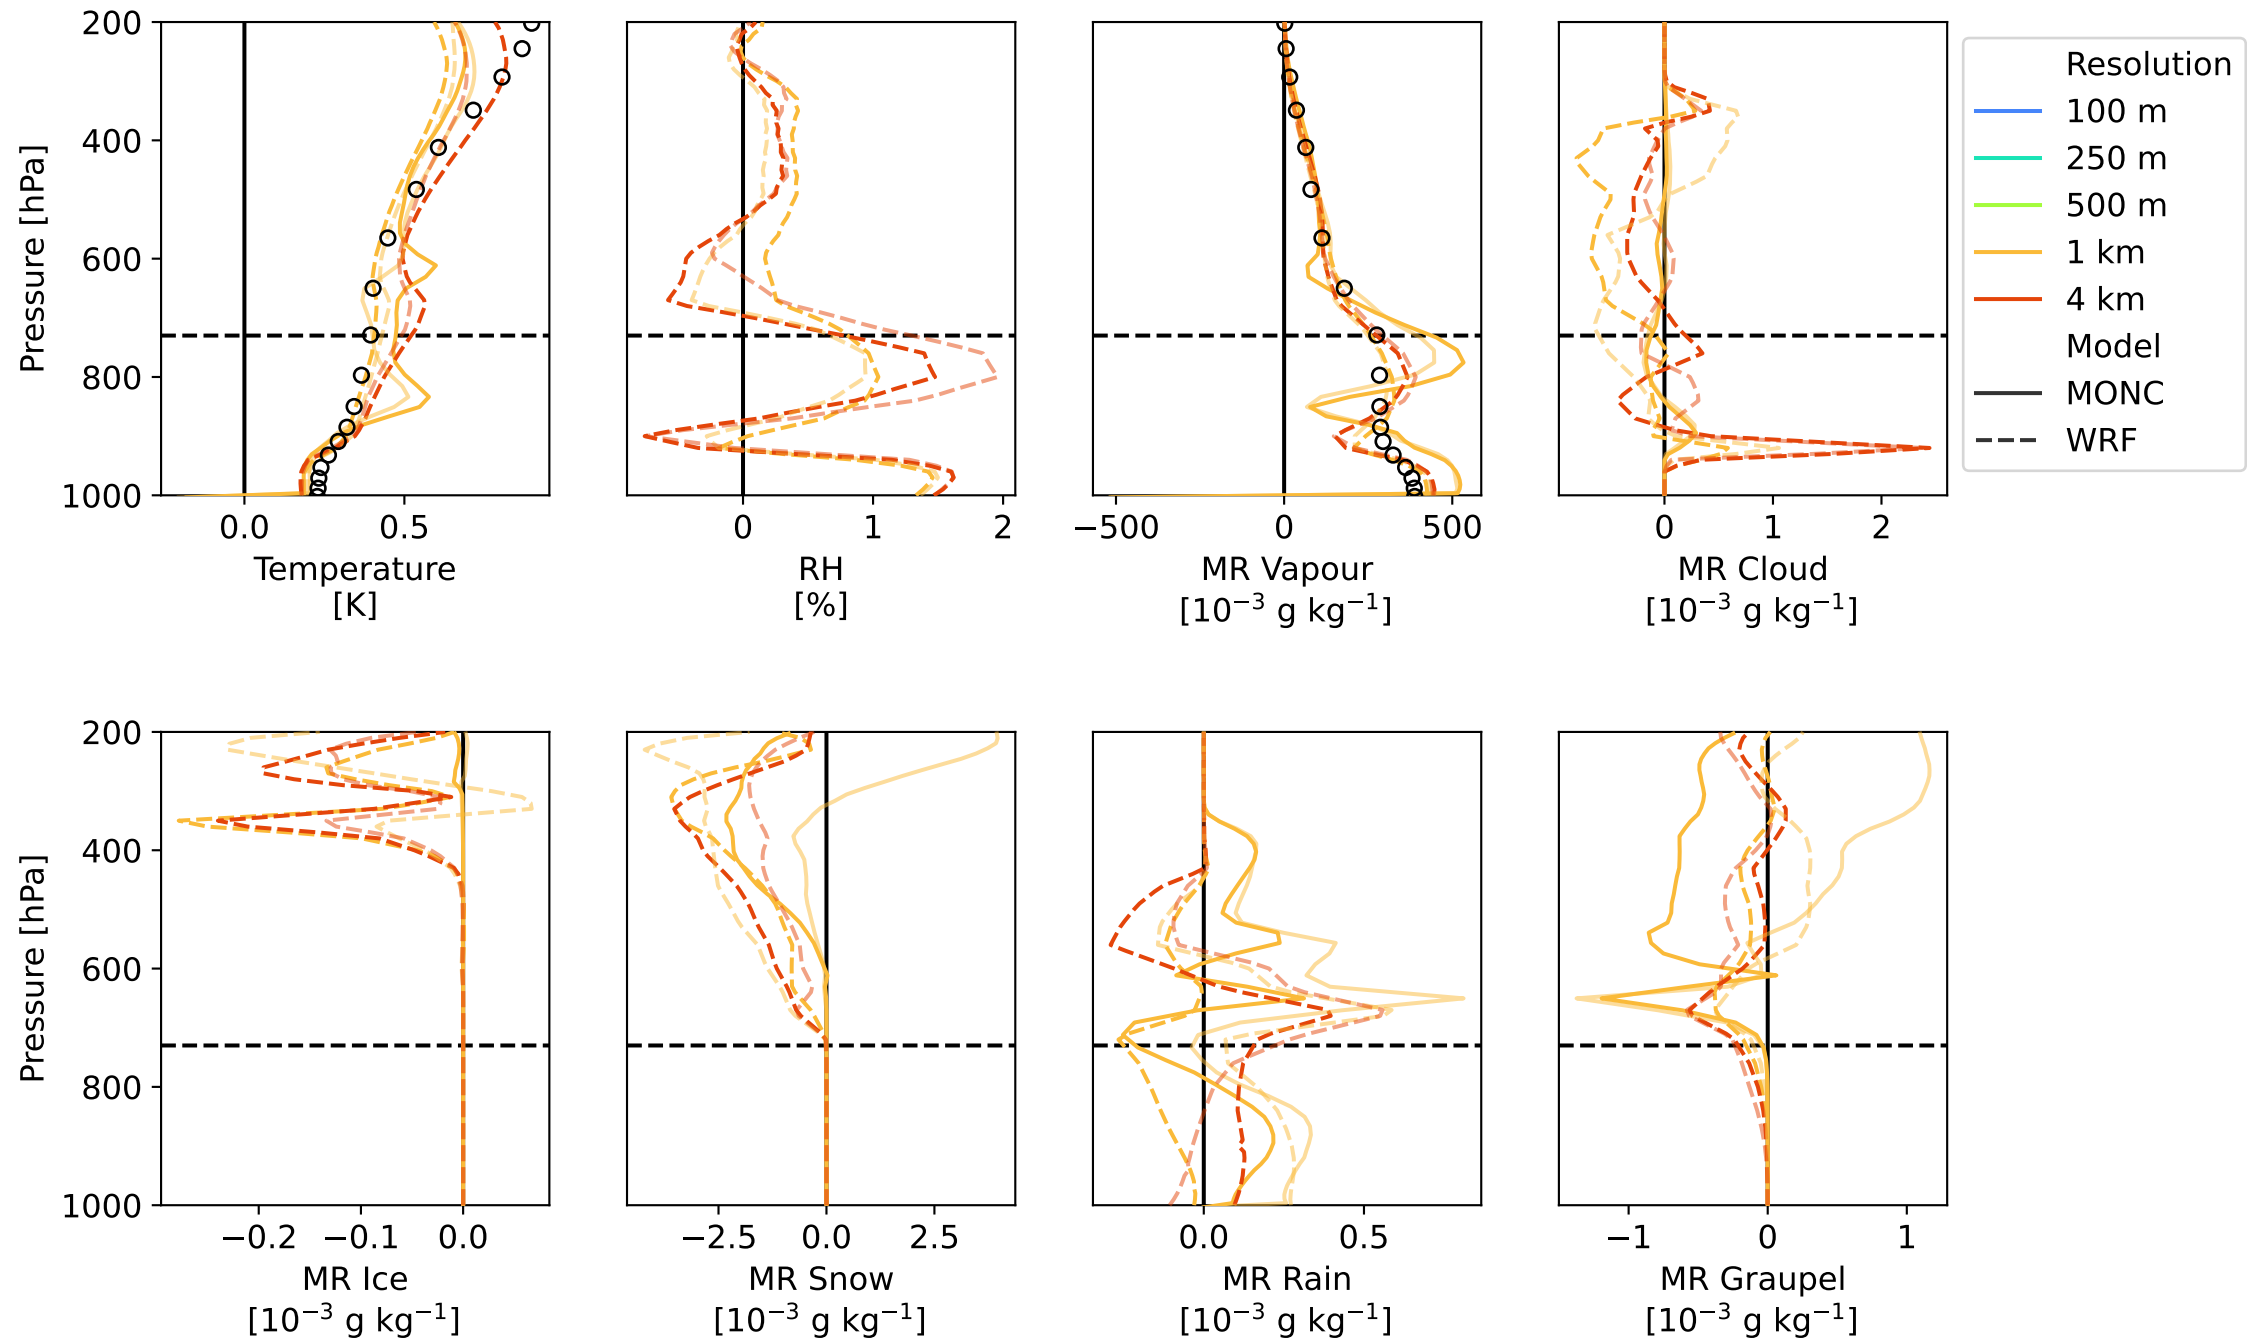 200
400
600
800
1000
Pressure [hPa]
0.0 0.5
Temperature
[K]
0 1 2
RH
[%]
−500 0 500
MR Vapour
[10⁻³ g kg⁻¹]
0 1 2
MR Cloud
[10⁻³ g kg⁻¹]
Resolution
100 m
250 m
500 m
1 km
4 km
Model
MONC
WRF
200
400
600
800
1000
Pressure [hPa]
−0.2 −0.1 0.0
MR Ice
[10⁻³ g kg⁻¹]
−2.5 0.0 2.5
MR Snow
[10⁻³ g kg⁻¹]
0.0 0.5
MR Rain
[10⁻³ g kg⁻¹]
−1 0 1
MR Graupel
[10⁻³ g kg⁻¹]